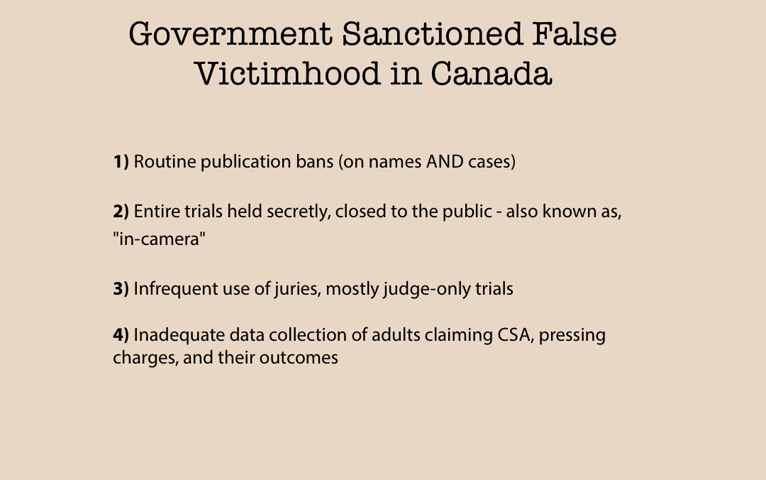 Government Sanctioned False
Victimhood in Canada
1) Routine publication bans (on names AND cases)
2) Entire trials held secretly, closed to the public - also known as,
"in-camera"
3) Infrequent use of juries, mostly judge-only trials
4) Inadequate data collection of adults claiming CSA, pressing
charges, and their outcomes